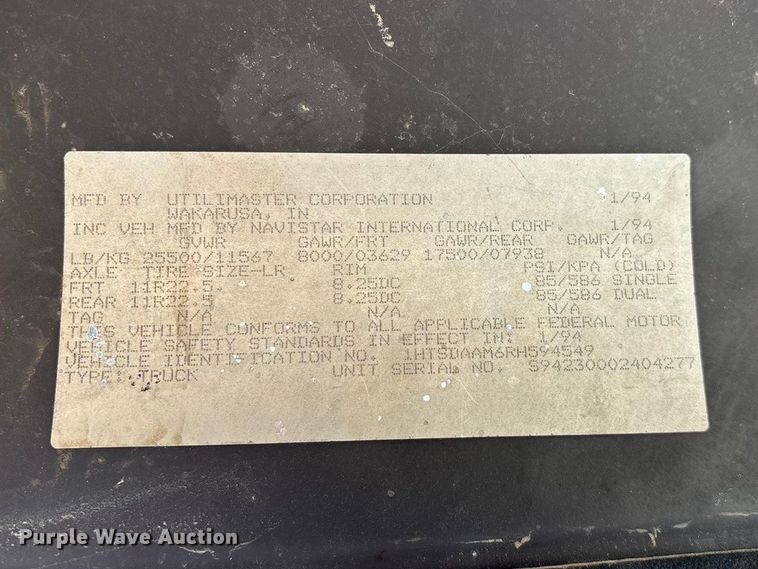 MFD BY UTILIMASTER CORPORATION 1/94
WAKARUSA, IN
INC VEH MFD BY NAVISTAR INTERNATIONAL CORP. 1/94
GVWR GAWR/FRT GAWR/REAR GAWR/TAG
LB/KG 25500/11567 8000/03629 17500/07938 N/A
AXLE TIRE SIZE-LR RIM PSI/KPA (COLD)
FRT 11R22.5 8.25DC 85/586 SINGLE
REAR 11R22.5 8.25DC 85/586 DUAL
TAG N/A N/A N/A
THIS VEHICLE CONFORMS TO ALL APPLICABLE FEDERAL MOTOR
VEHICLE SAFETY STANDARDS IN EFFECT IN: 1/94
VEHICLE IDENTIFICATION NO. 1HTSDAAM6RH594549
TYPE: TRUCK UNIT SERIAL NO. S94230002404277
Purple Wave Auction